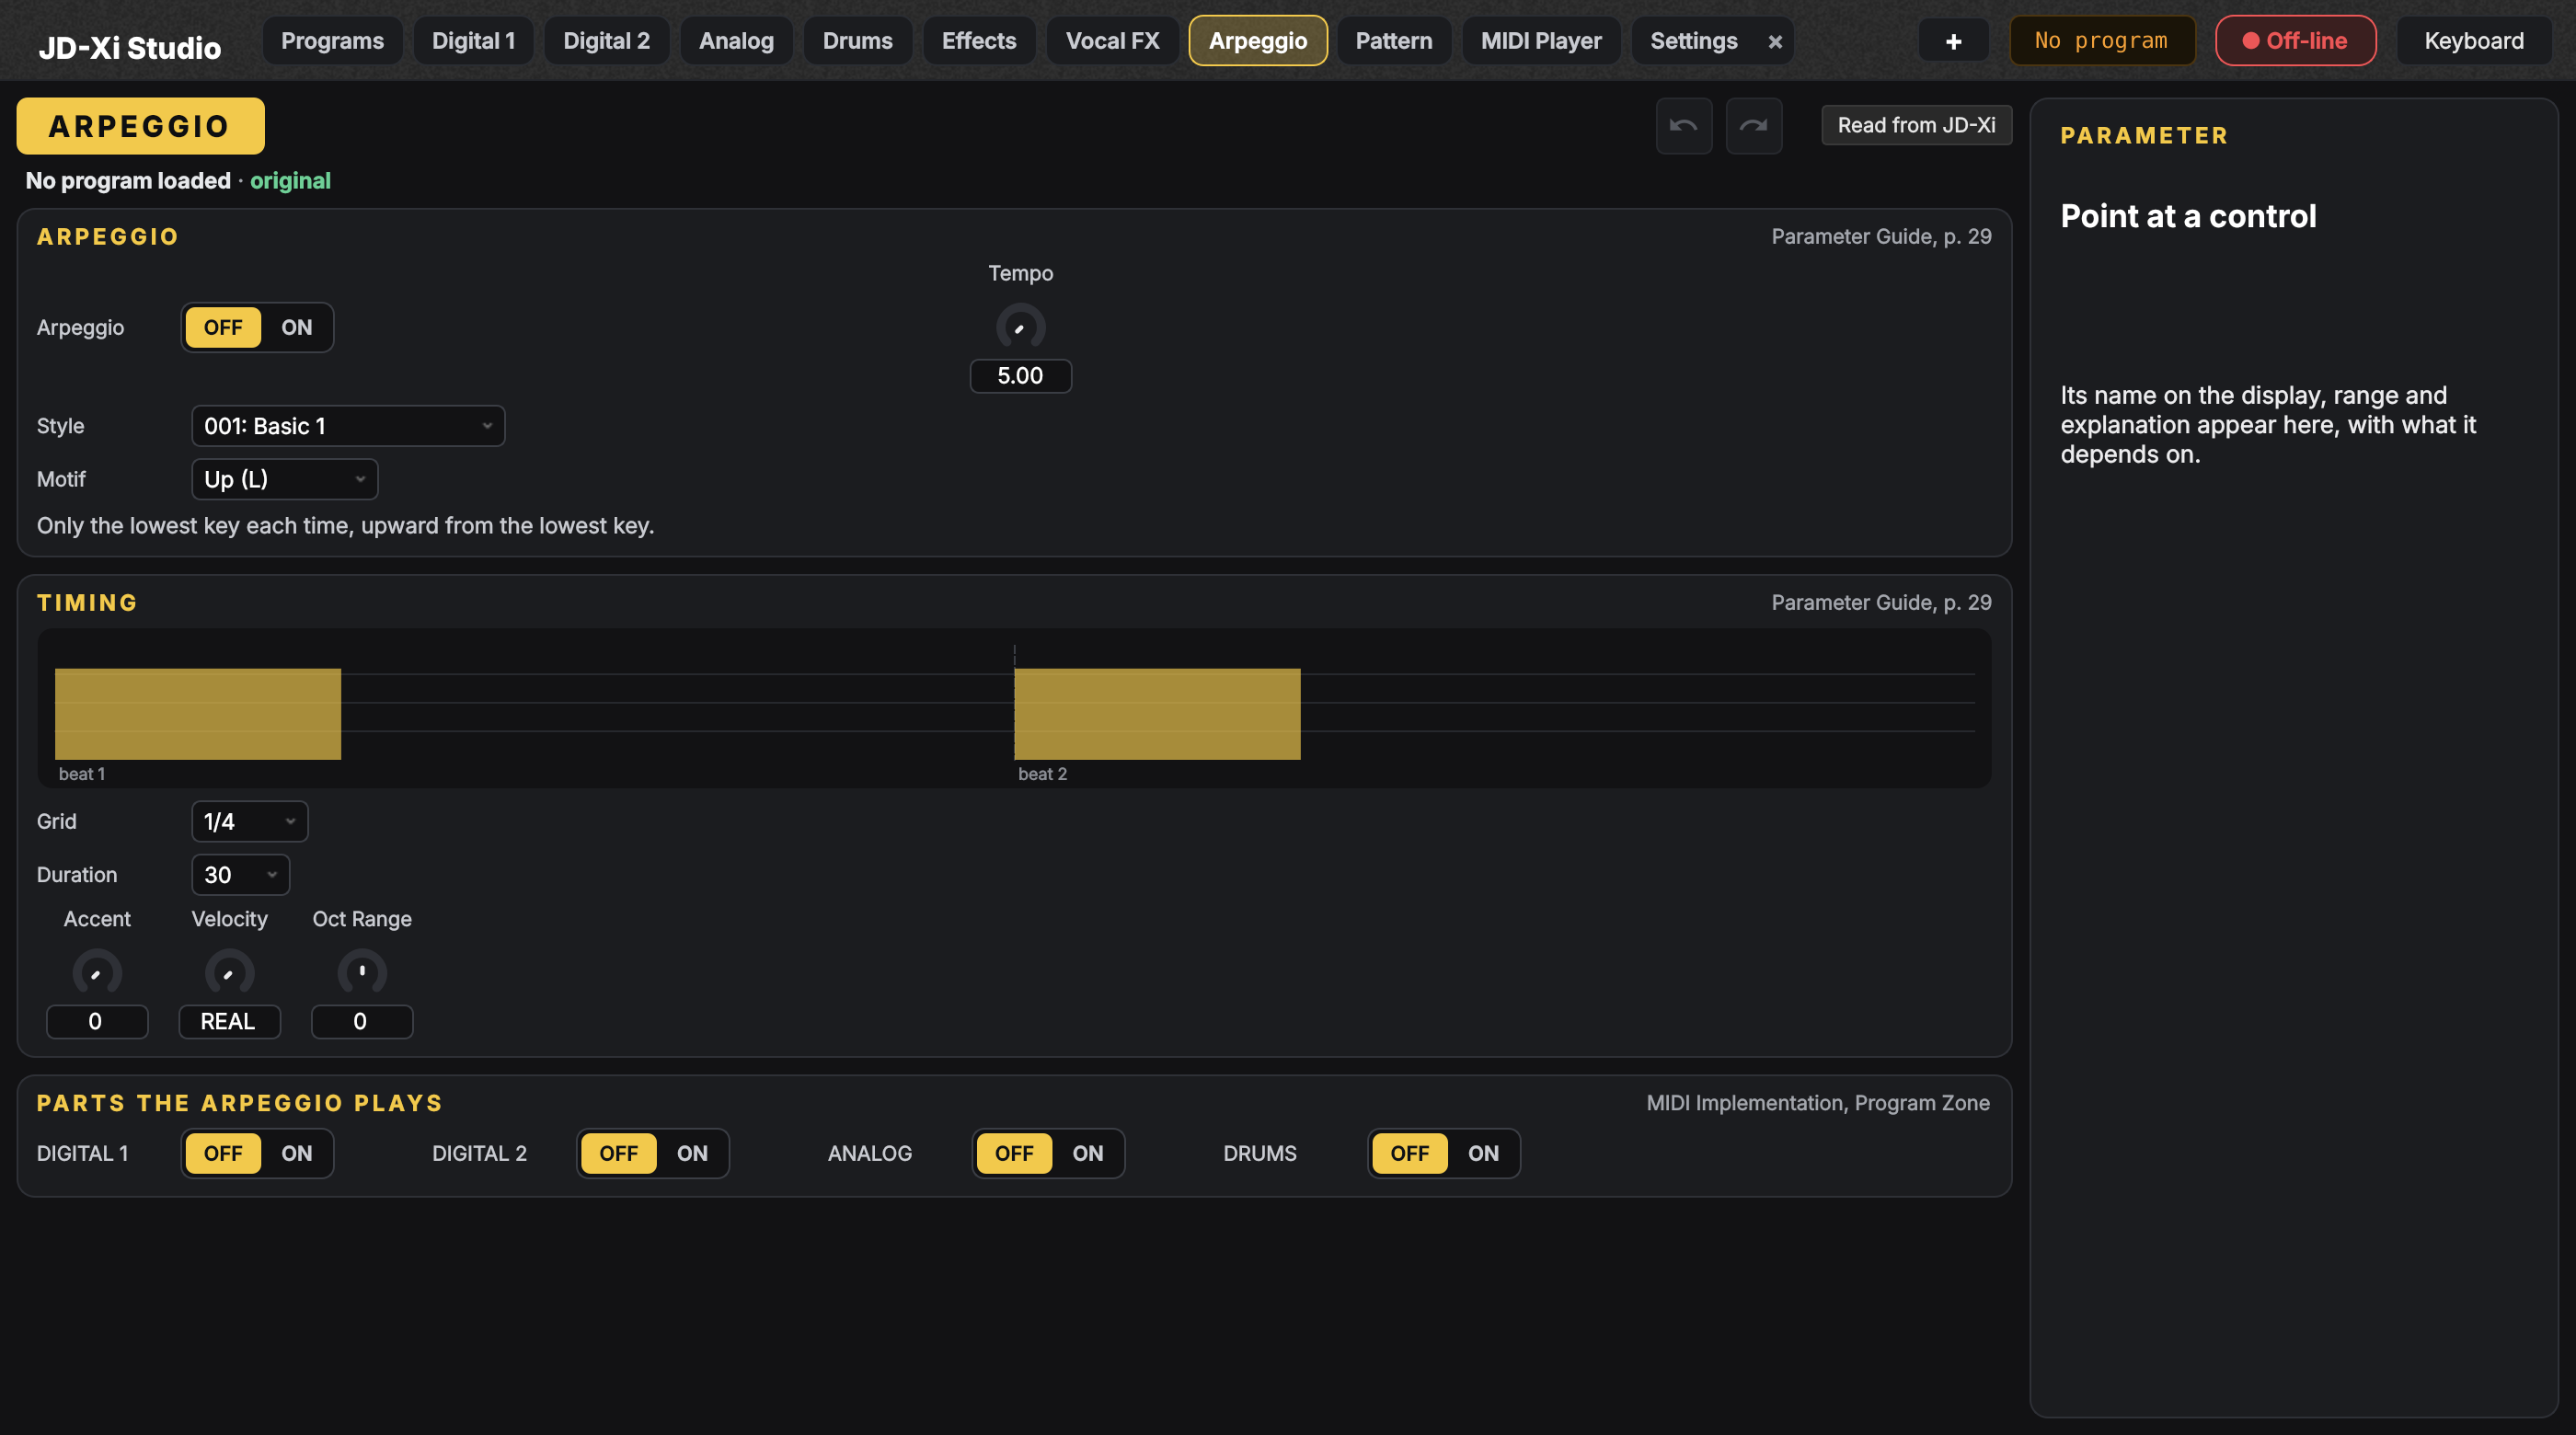 JD-Xi Studio Programs Digital 1 Digital 2 Analog Drums Effects Vocal FX Arpeggio Pattern MIDI Player Settings × + No program Off-line Keyboard
ARPEGGIO Read from JD-Xi
No program loaded · original
ARPEGGIO Parameter Guide, p. 29
Tempo
Arpeggio OFF ON
5.00
Style 001: Basic 1
Motif Up (L)
Only the lowest key each time, upward from the lowest key.
TIMING Parameter Guide, p. 29
beat 1 beat 2
Grid 1/4
Duration 30
Accent Velocity Oct Range
0 REAL 0
PARTS THE ARPEGGIO PLAYS MIDI Implementation, Program Zone
DIGITAL 1 OFF ON DIGITAL 2 OFF ON ANALOG OFF ON DRUMS OFF ON
PARAMETER
Point at a control
Its name on the display, range and
explanation appear here, with what it
depends on.